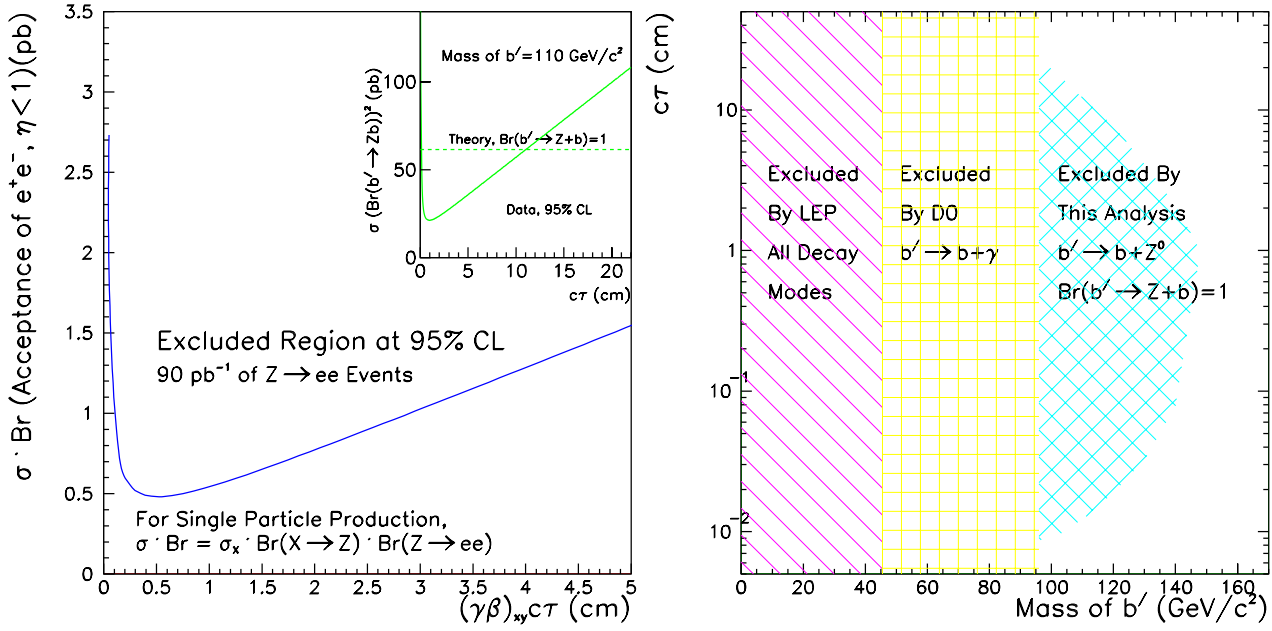 σ · Br (Acceptance of e⁺e⁻, η < 1) (pb)
3.5
3
2.5
2
1.5
1
0.5
0
0 0.5 1 1.5 2 2.5 3 3.5 4 4.5 5
(γβ)xy cτ (cm)
Excluded Region at 95% CL
90 pb⁻¹ of Z → ee Events
For Single Particle Production,
σ · Br = σx · Br(X → Z) · Br(Z → ee)
σ (Br(b′ → Zb))² (pb)
100
50
0
Mass of b′=110 GeV/c²
Theory, Br(b′ → Z+b)=1
Data, 95% CL
0 5 10 15 20
cτ (cm)
cτ (cm)
10
1
10⁻¹
10⁻²
Excluded
By LEP
All Decay
Modes
Excluded
By D0
b′ → b+γ
Excluded By
This Analysis
b′ → b+Z⁰
Br(b′ → Z+b)=1
0 20 40 60 80 100 120 140 160
Mass of b′ (GeV/c²)